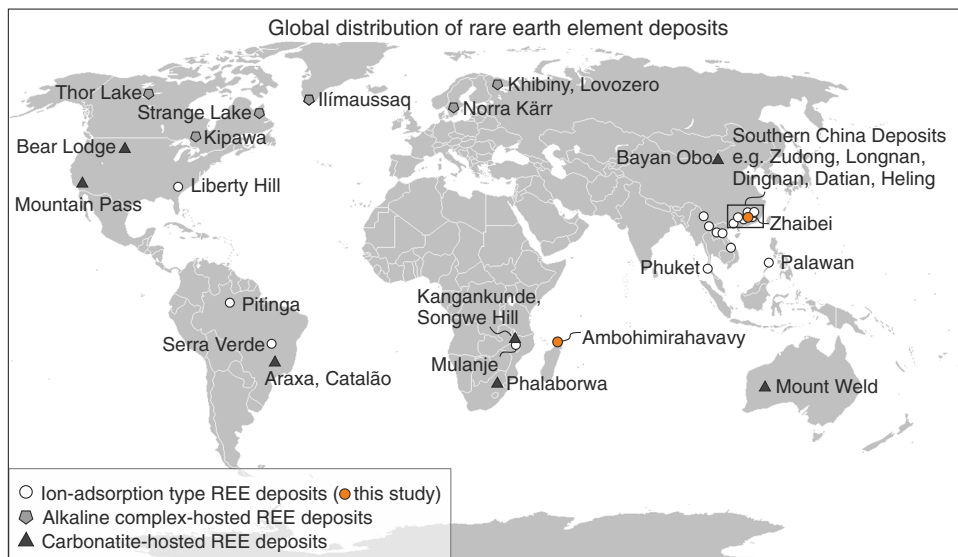 Global distribution of rare earth element deposits
Thor Lake
Strange Lake
Kipawa
Bear Lodge
Mountain Pass
Liberty Hill
Ilímaussaq
Khibiny, Lovozero
Norra Kärr
Bayan Obo
Southern China Deposits
e.g. Zudong, Longnan,
Dingnan, Datian, Heling
Zhaibei
Phuket
Palawan
Pitinga
Serra Verde
Araxa, Catalão
Kangankunde,
Songwe Hill
Mulanje
Ambohimirahavavy
Phalaborwa
Mount Weld
Ion-adsorption type REE deposits (this study)
Alkaline complex-hosted REE deposits
Carbonatite-hosted REE deposits